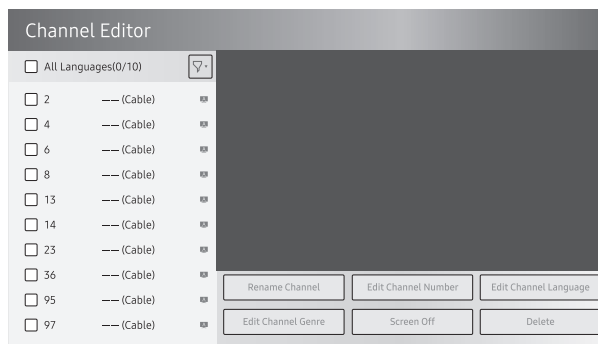 Channel Editor
All Languages(0/10)
2 —— (Cable)
4 —— (Cable)
6 —— (Cable)
8 —— (Cable)
13 —— (Cable)
14 —— (Cable)
23 —— (Cable)
36 —— (Cable)
95 —— (Cable)
97 —— (Cable)
Rename Channel Edit Channel Number Edit Channel Language
Edit Channel Genre Screen Off Delete